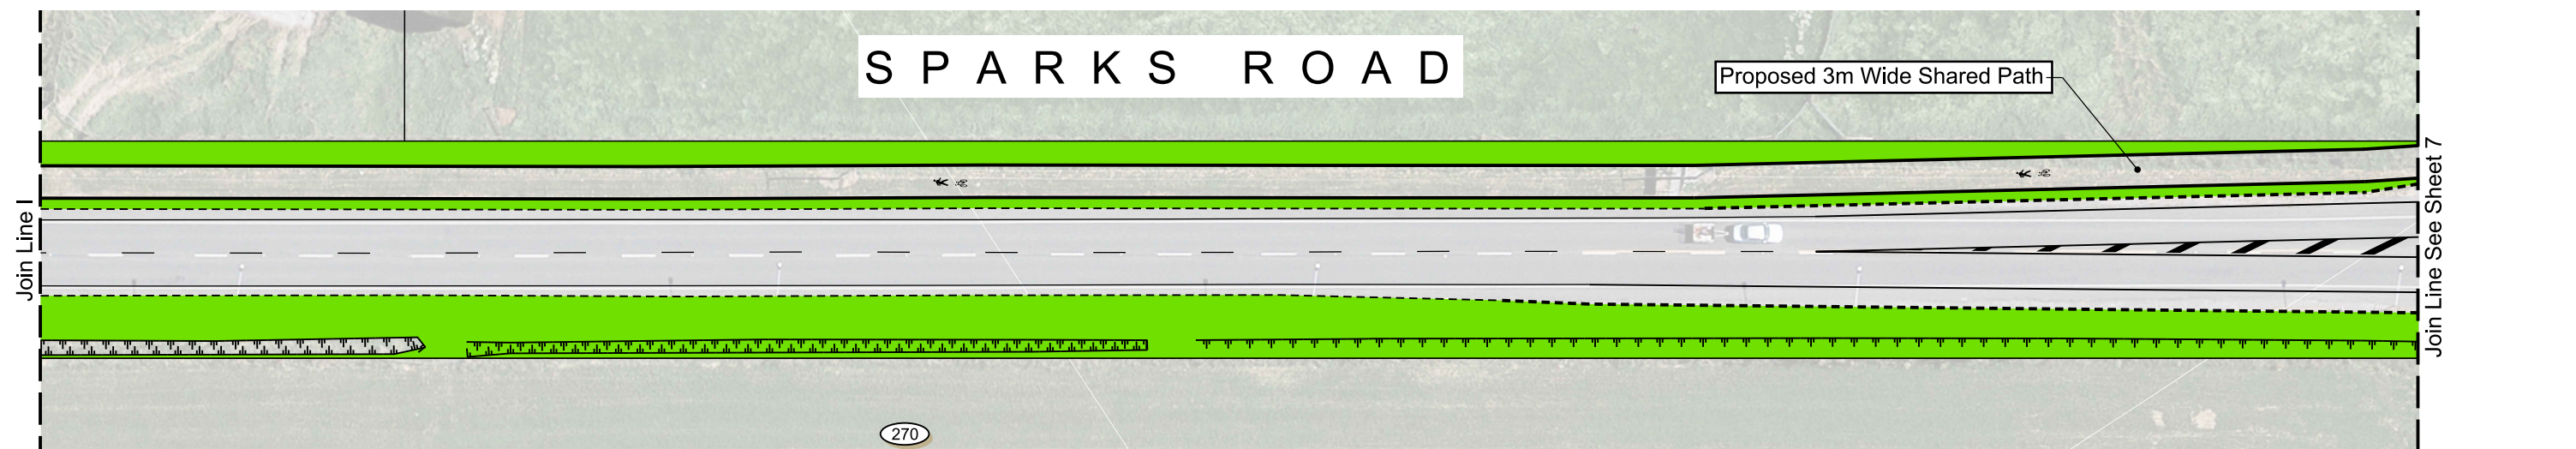 SPARKS ROAD
Proposed 3m Wide Shared Path
Join Line I
Join Line See Sheet 7
270